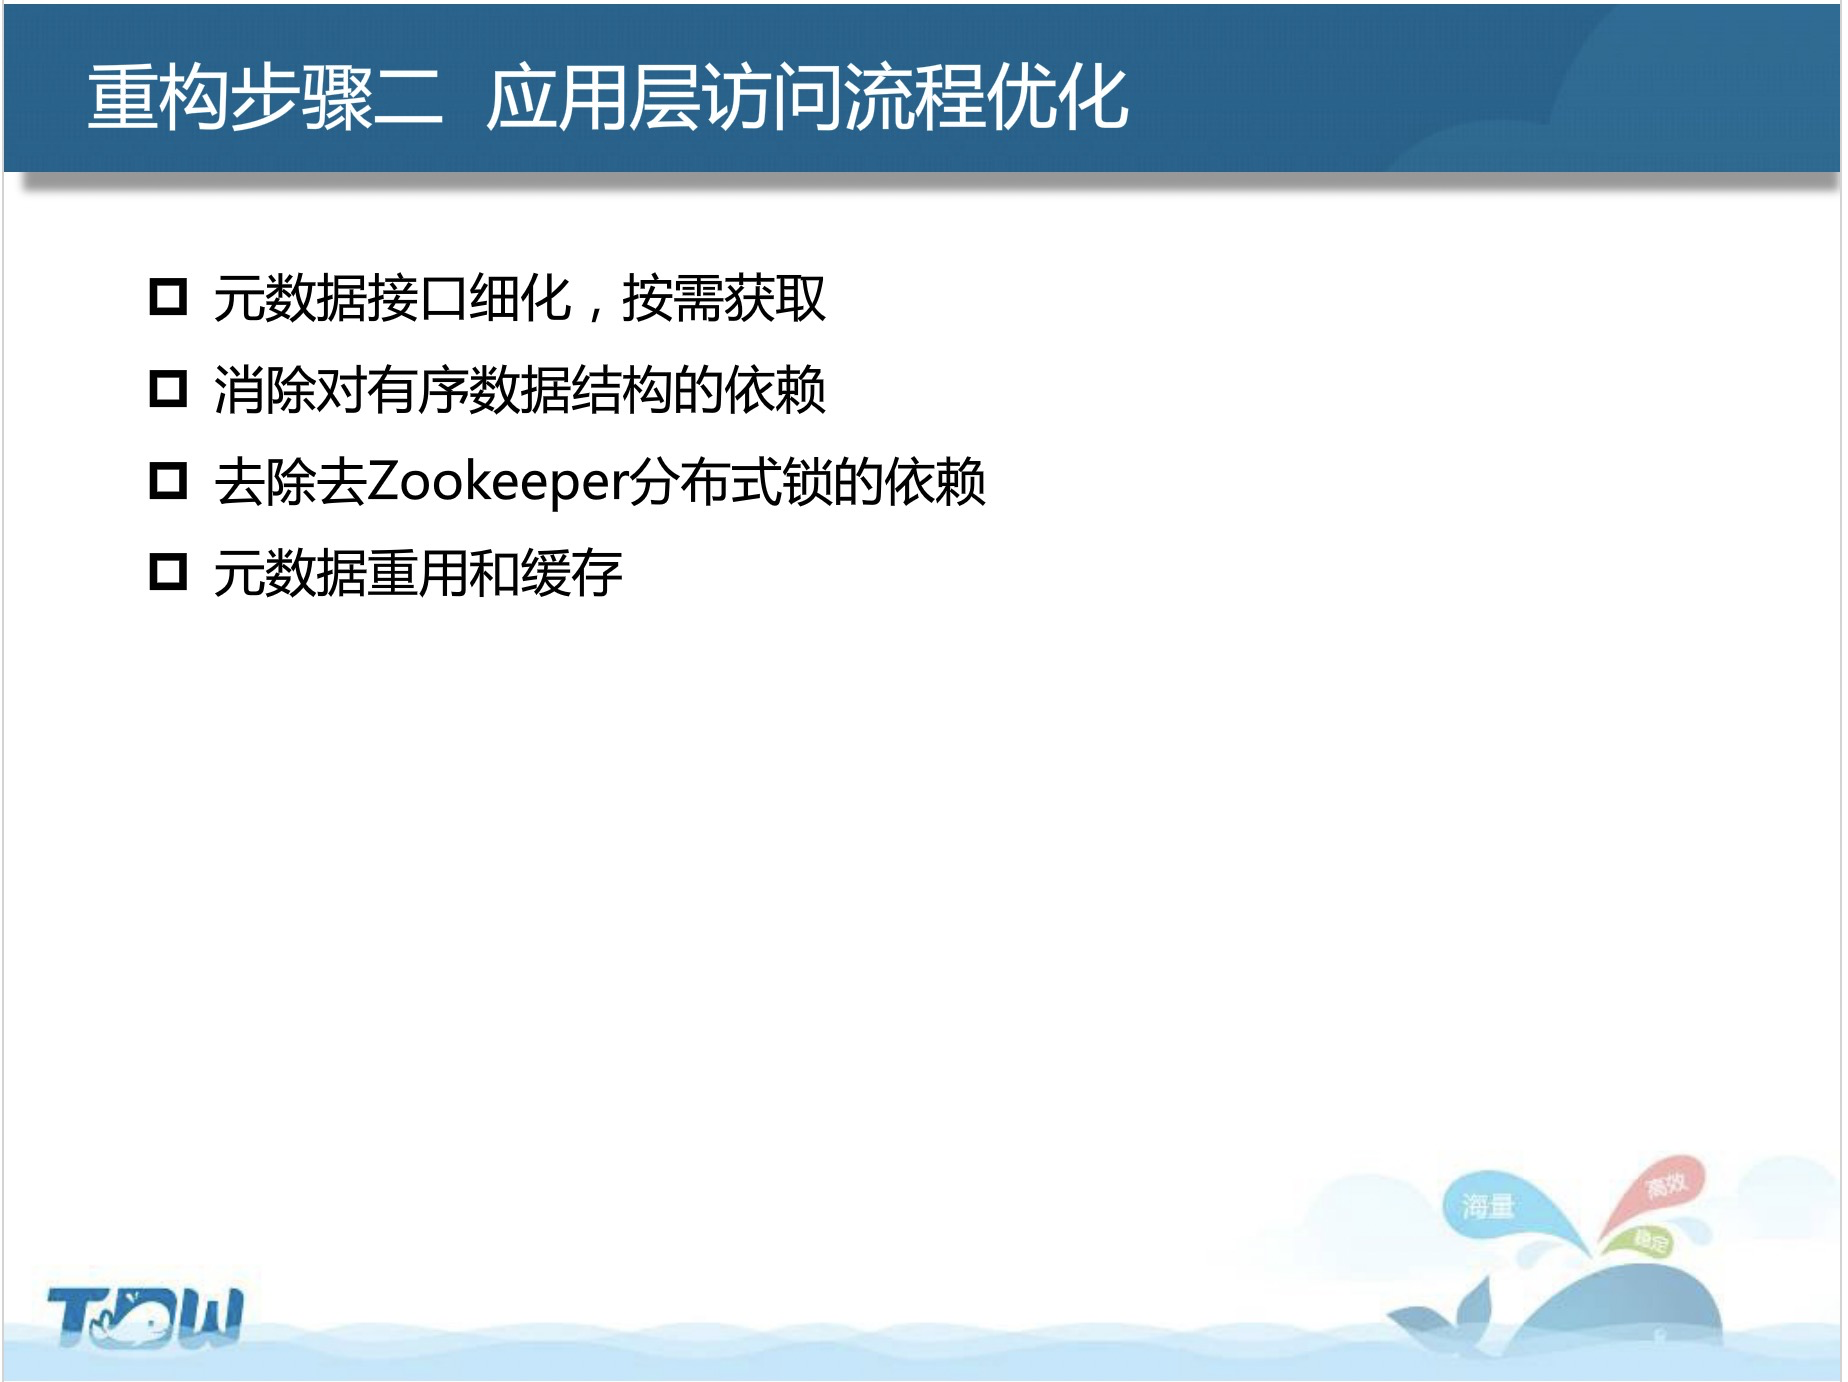 重构步骤二 应用层访问流程优化
元数据接口细化，按需获取
消除对有序数据结构的依赖
去除去Zookeeper分布式锁的依赖
元数据重用和缓存
海量
高效
稳定
TDW